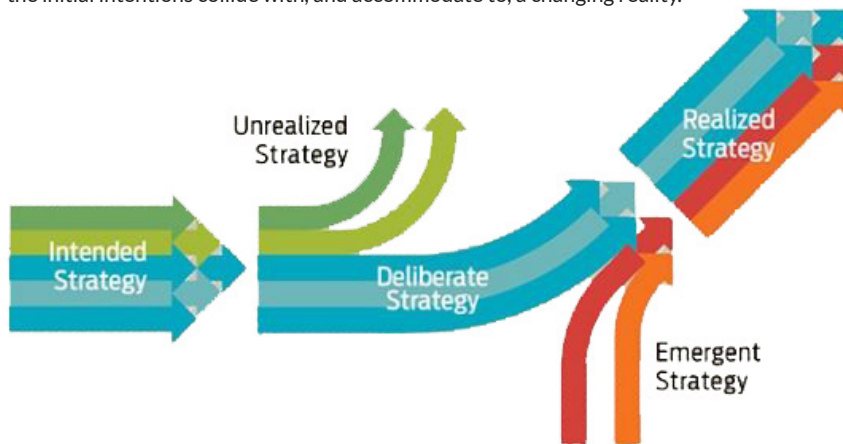 the initial intentions collide with, and accommodate to, a changing reality.
Unrealized
Strategy
Realized
Strategy
Intended
Strategy
Deliberate
Strategy
Emergent
Strategy